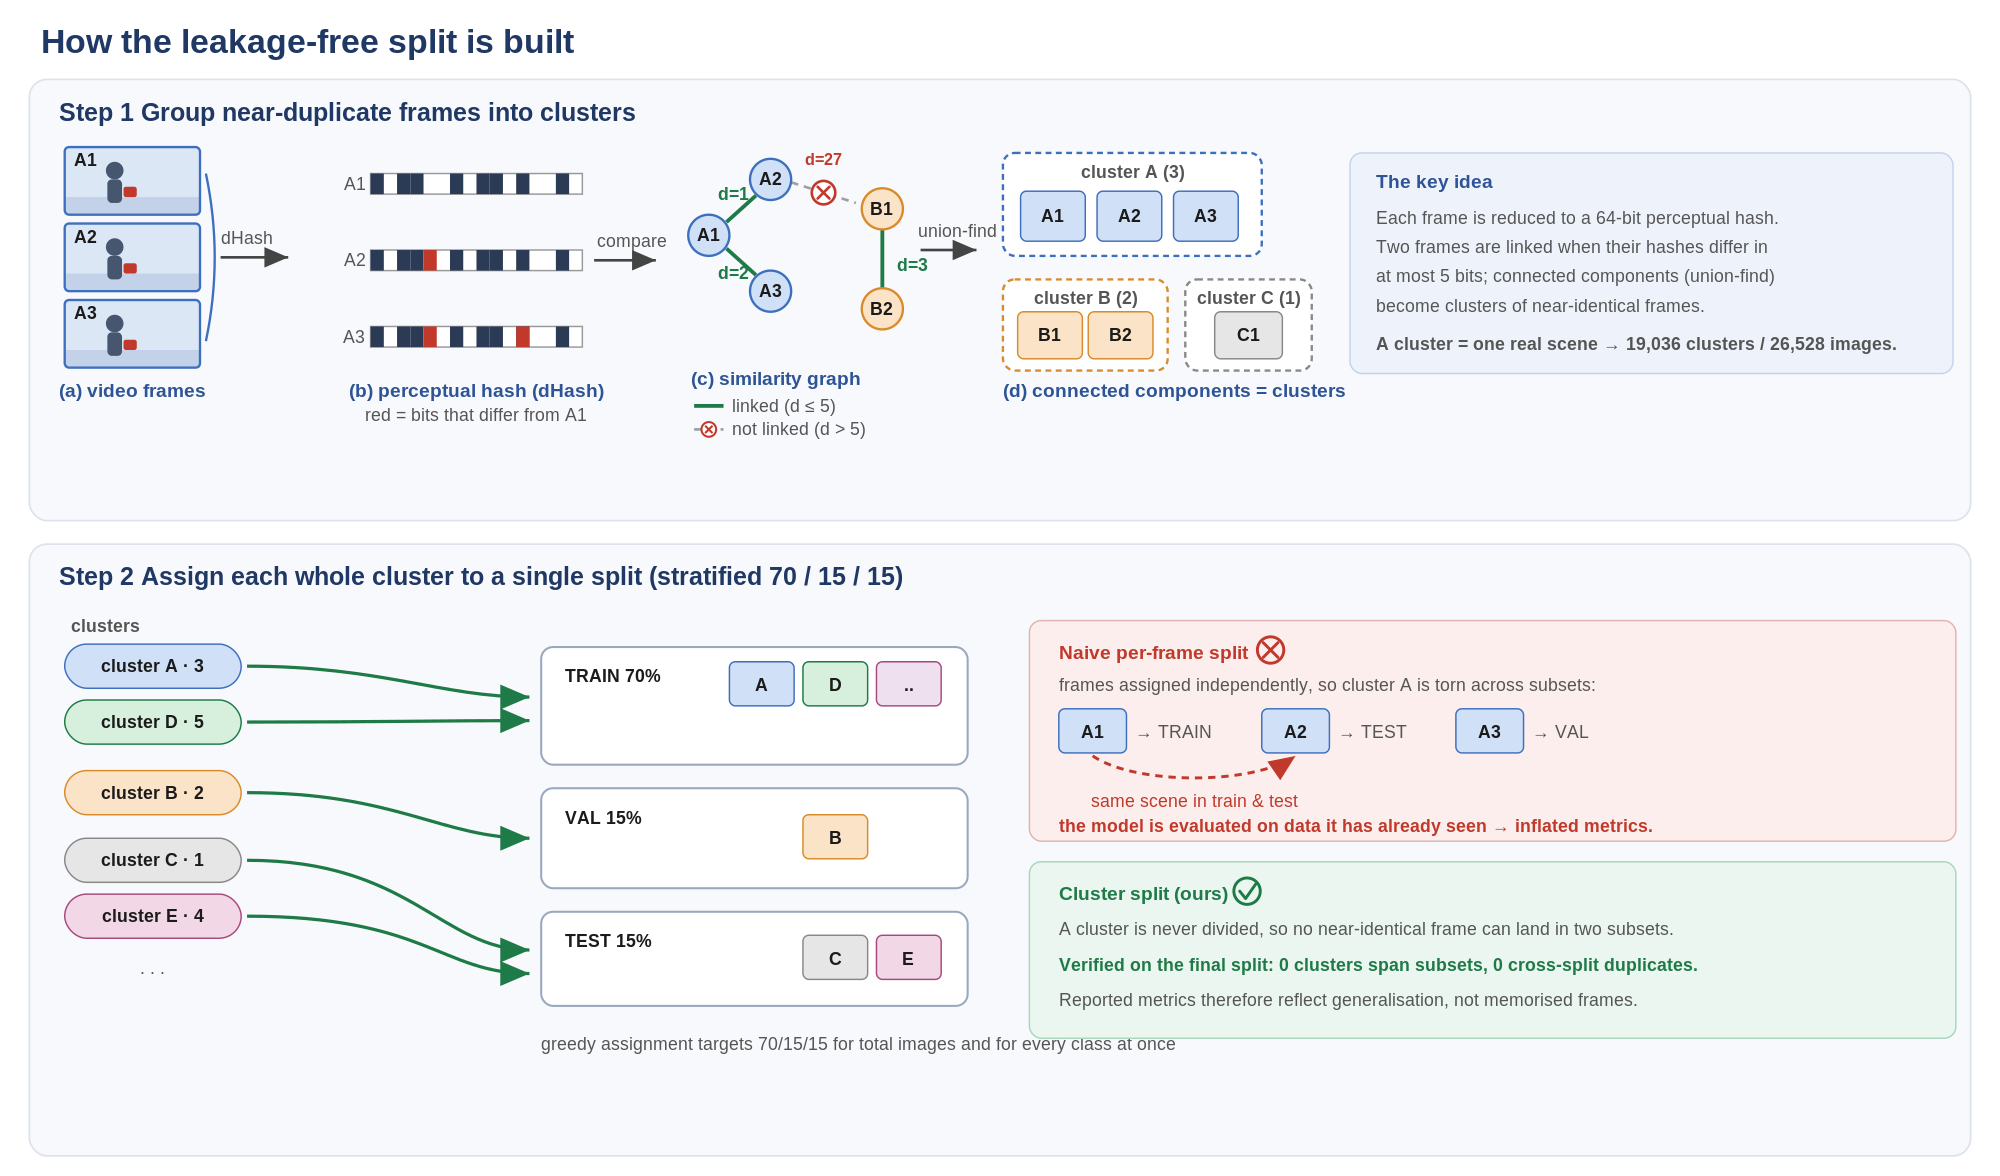 How the leakage-free split is built
Step 1 Group near-duplicate frames into clusters
A1
A2
A3
dHash
(a) video frames
A1
A2
A3
compare
(b) perceptual hash (dHash)
red = bits that differ from A1
d=27
A2
d=1
B1
A1
d=2
A3
d=3
B2
union-find
(c) similarity graph
linked (d ≤ 5)
not linked (d > 5)
cluster A (3)
A1 A2 A3
cluster B (2)
B1 B2
cluster C (1)
C1
(d) connected components = clusters
The key idea
Each frame is reduced to a 64-bit perceptual hash.
Two frames are linked when their hashes differ in
at most 5 bits; connected components (union-find)
become clusters of near-identical frames.
A cluster = one real scene → 19,036 clusters / 26,528 images.
Step 2 Assign each whole cluster to a single split (stratified 70 / 15 / 15)
clusters
cluster A · 3
cluster D · 5
cluster B · 2
cluster C · 1
cluster E · 4
. . .
TRAIN 70%
A D ..
VAL 15%
B
TEST 15%
C E
greedy assignment targets 70/15/15 for total images and for every class at once
Naive per-frame split
frames assigned independently, so cluster A is torn across subsets:
A1 → TRAIN A2 → TEST A3 → VAL
same scene in train & test
the model is evaluated on data it has already seen → inflated metrics.
Cluster split (ours)
A cluster is never divided, so no near-identical frame can land in two subsets.
Verified on the final split: 0 clusters span subsets, 0 cross-split duplicates.
Reported metrics therefore reflect generalisation, not memorised frames.